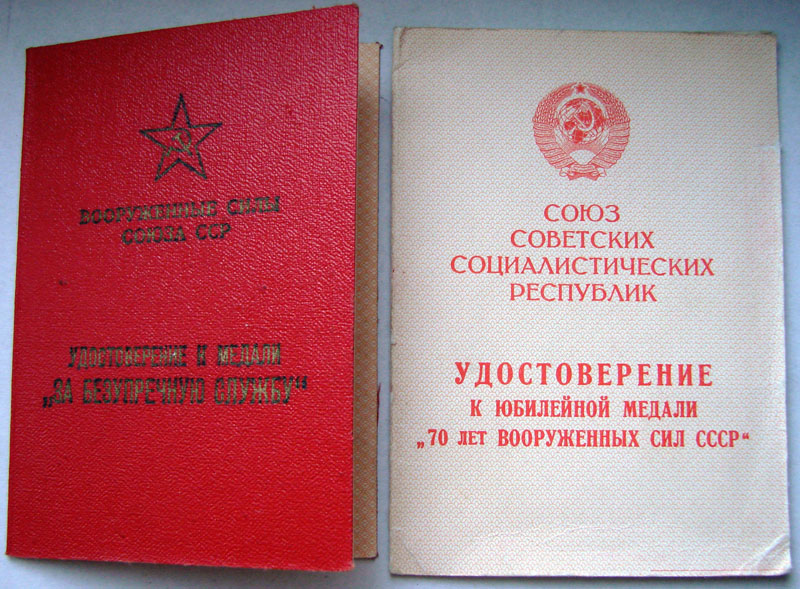 ВООРУЖЕННЫЕ СИЛЫ
СОЮЗА ССР
УДОСТОВЕРЕНИЕ К МЕДАЛИ
„ЗА БЕЗУПРЕЧНУЮ СЛУЖБУ“
СОЮЗ
СОВЕТСКИХ
СОЦИАЛИСТИЧЕСКИХ
РЕСПУБЛИК
УДОСТОВЕРЕНИЕ
К ЮБИЛЕЙНОЙ МЕДАЛИ
„70 ЛЕТ ВООРУЖЕННЫХ СИЛ СССР“